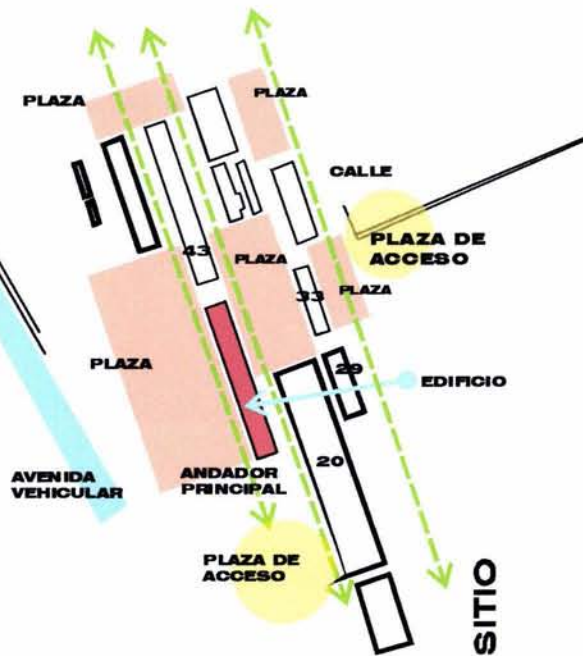 PLAZA
PLAZA
CALLE
PLAZA DE
ACCESO
43
PLAZA
33
PLAZA
PLAZA
29
EDIFICIO
20
AVENIDA
VEHICULAR
ANDADOR
PRINCIPAL
PLAZA DE
ACCESO
SITIO